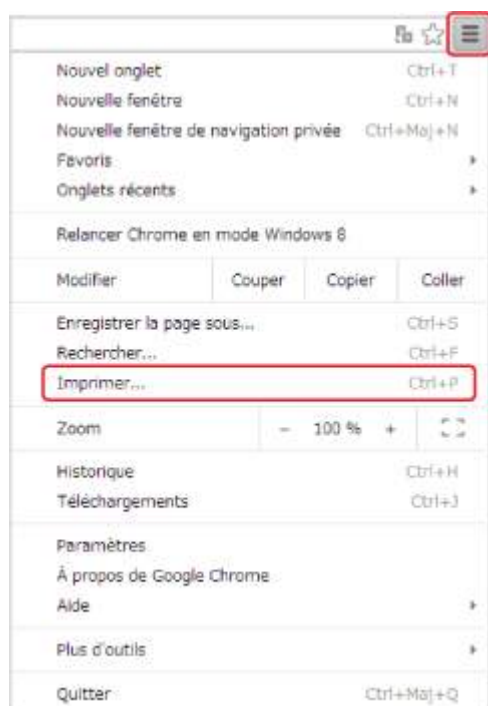 Nouvel onglet Ctrl+T
Nouvelle fenêtre Ctrl+N
Nouvelle fenêtre de navigation privée Ctrl+Maj+N
Favoris
Onglets récents
Relancer Chrome en mode Windows 8
Modifier Couper Copier Coller
Enregistrer la page sous... Ctrl+S
Rechercher... Ctrl+F
Imprimer... Ctrl+P
Zoom - 100 % +
Historique Ctrl+H
Téléchargements Ctrl+J
Paramètres
À propos de Google Chrome
Aide
Plus d'outils
Quitter Ctrl+Maj+Q